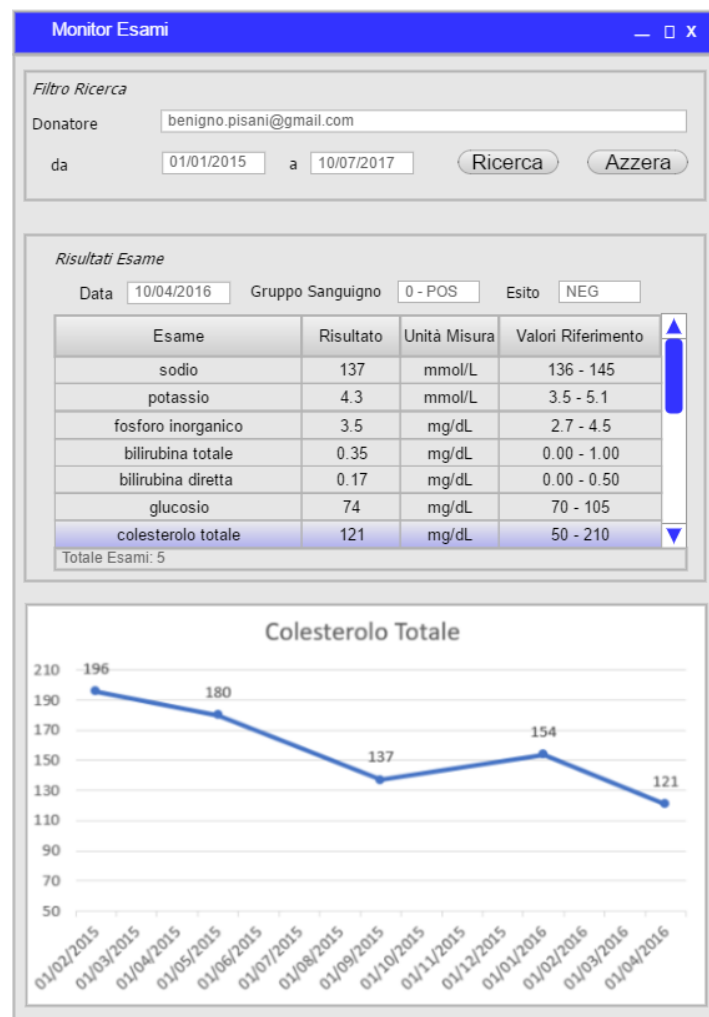 Monitor Esami
X
Filtro Ricerca
Donatore benigno.pisani@gmail.com
da 01/01/2015 a 10/07/2017 Ricerca Azzera
Risultati Esame
Data 10/04/2016 Gruppo Sanguigno 0 - POS Esito NEG
Esame Risultato Unità Misura Valori Riferimento
sodio 137 mmol/L 136 - 145
potassio 4.3 mmol/L 3.5 - 5.1
fosforo inorganico 3.5 mg/dL 2.7 - 4.5
bilirubina totale 0.35 mg/dL 0.00 - 1.00
bilirubina diretta 0.17 mg/dL 0.00 - 0.50
glucosio 74 mg/dL 70 - 105
colesterolo totale 121 mg/dL 50 - 210
Totale Esami: 5
Colesterolo Totale
210
190
170
150
130
110
90
70
50
196
180
137
154
121
01/02/2015
01/03/2015
01/04/2015
01/05/2015
01/06/2015
01/07/2015
01/08/2015
01/09/2015
01/10/2015
01/11/2015
01/12/2015
01/01/2016
01/02/2016
01/03/2016
01/04/2016